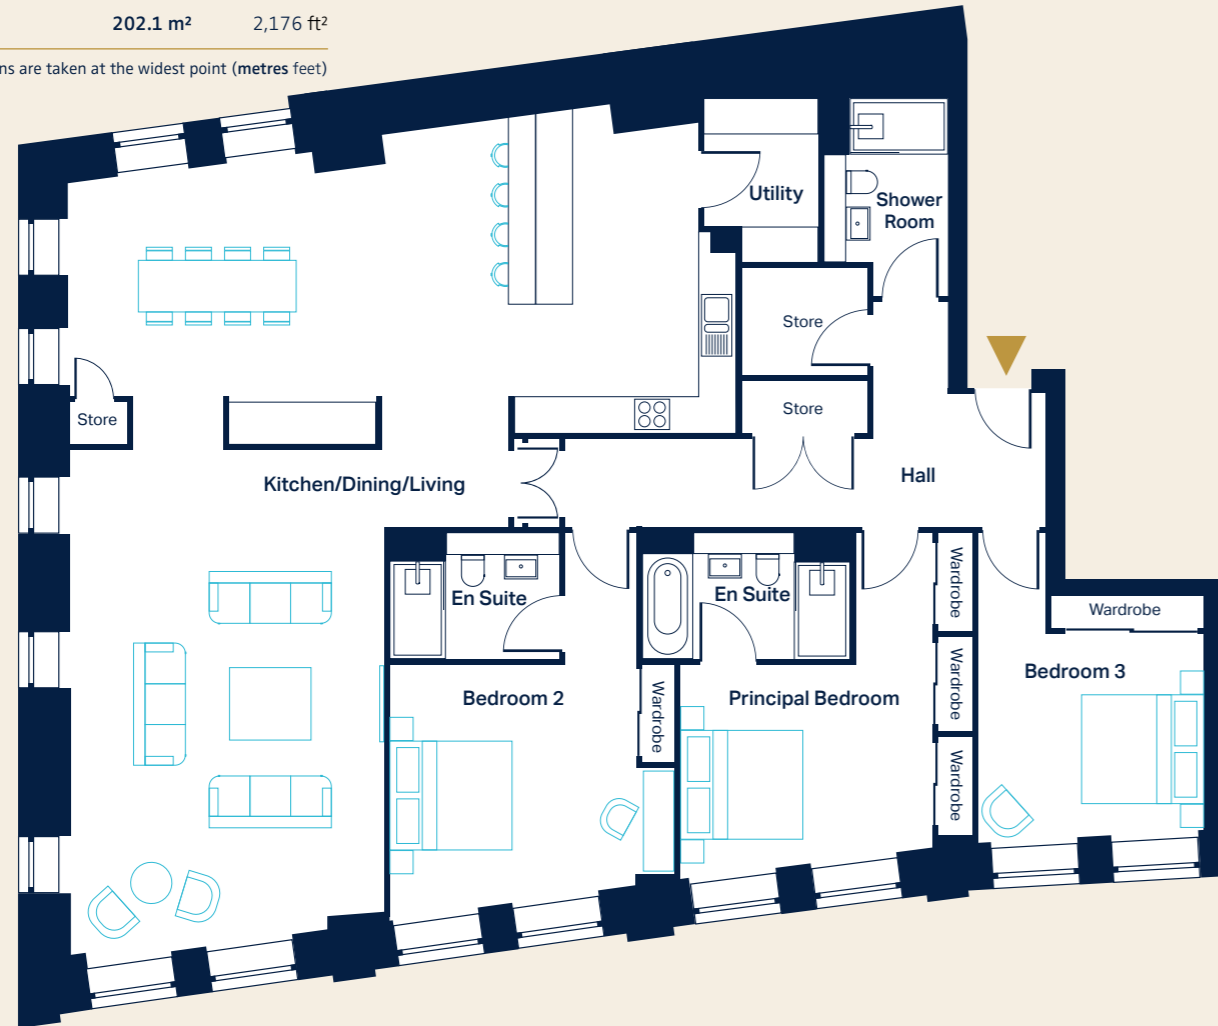 202.1 m² 2,176 ft²
ns are taken at the widest point (metres feet)
Utility
Shower
Room
Store
Store
Store
Kitchen/Dining/Living
Hall
En Suite
En Suite
Wardrobe
Wardrobe
Bedroom 2
Wardrobe
Principal Bedroom
Wardrobe
Bedroom 3
Wardrobe